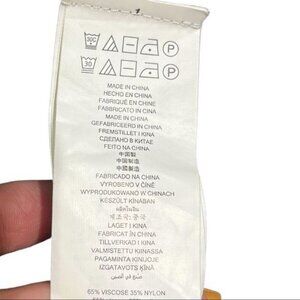 30C P
30 P
MADE IN CHINA
HECHO EN CHINA
FABRIQUÉ EN CHINE
FABBRICATO IN CINA
MADE IN CHINA
GEFABRICEERD IN CHINA
FREMSTILLET I KINA
СДЕЛАНО В КИТАЕ
FEITO NA CHINA
中国製
中国制造
中國製造
FABRICADO NA CHINA
VYROBENO V ČÍNĚ
WYPRODUKOWANO W CHINACH
KÉSZÜLT KÍNÁBAN
ผลิตในจีน
제조국: 중국
LAGET I KINA
FABRICAT ÎN CHINA
TILLVERKAD I KINA
VALMISTETTU KIINASSA
PAGAMINTA KINIJOJE
IZGATAVOTS ĶĪNĀ
صنع في الصين
65% VISCOSE 35% NYLON